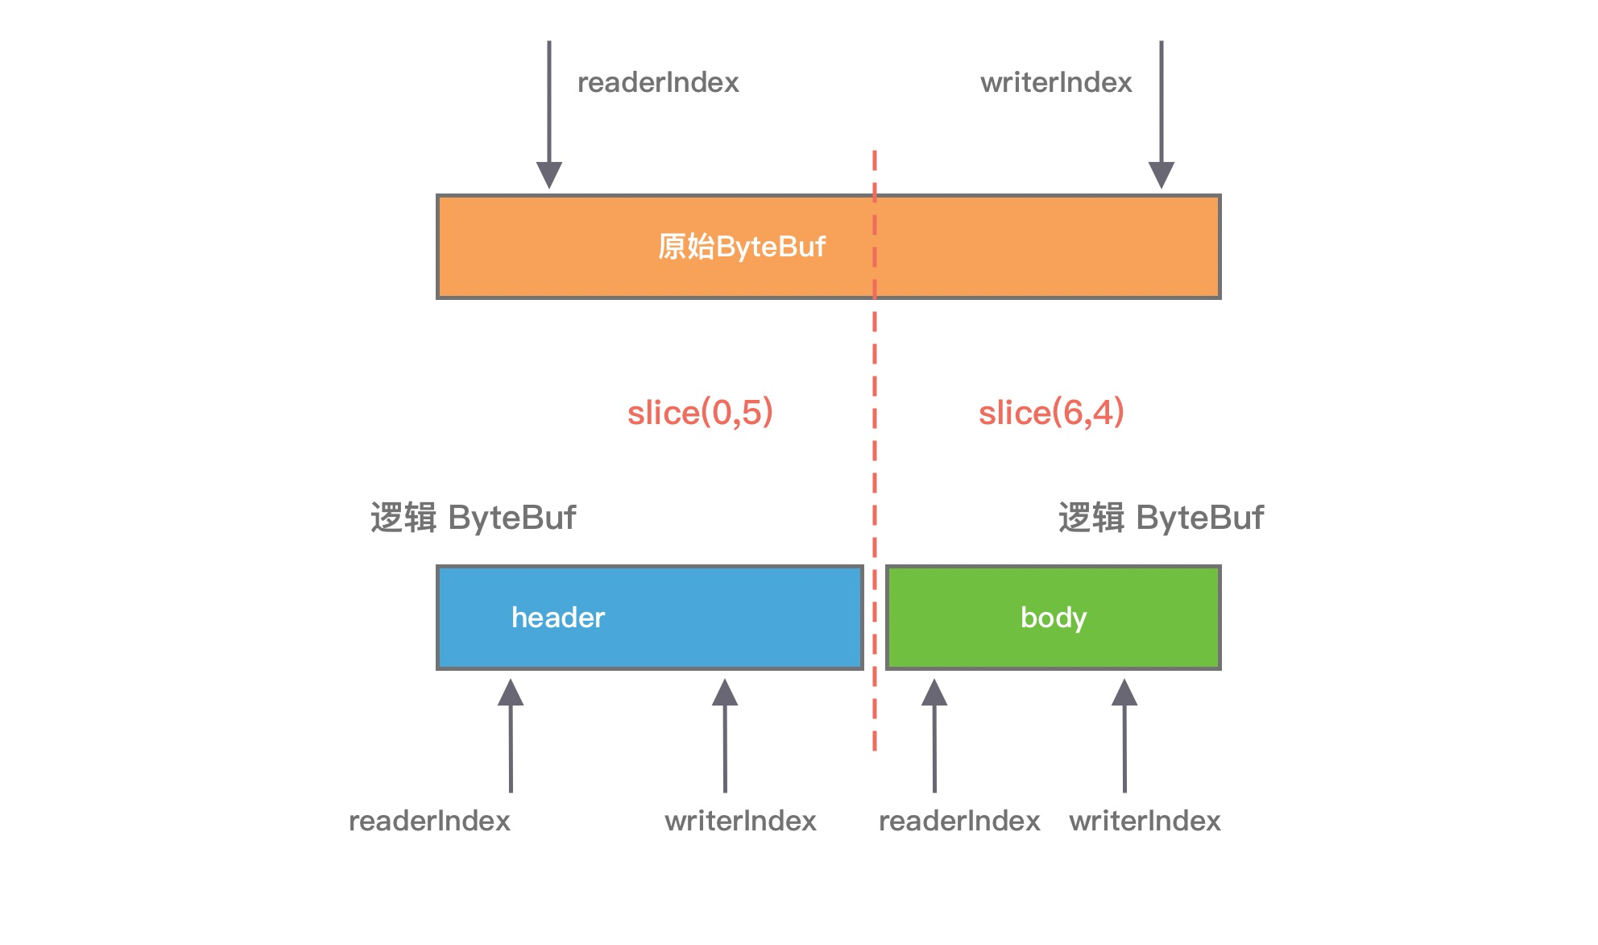 readerIndex
writerIndex
原始ByteBuf
slice(0,5)
slice(6,4)
逻辑 ByteBuf
逻辑 ByteBuf
header
body
readerIndex
writerIndex
readerIndex
writerIndex